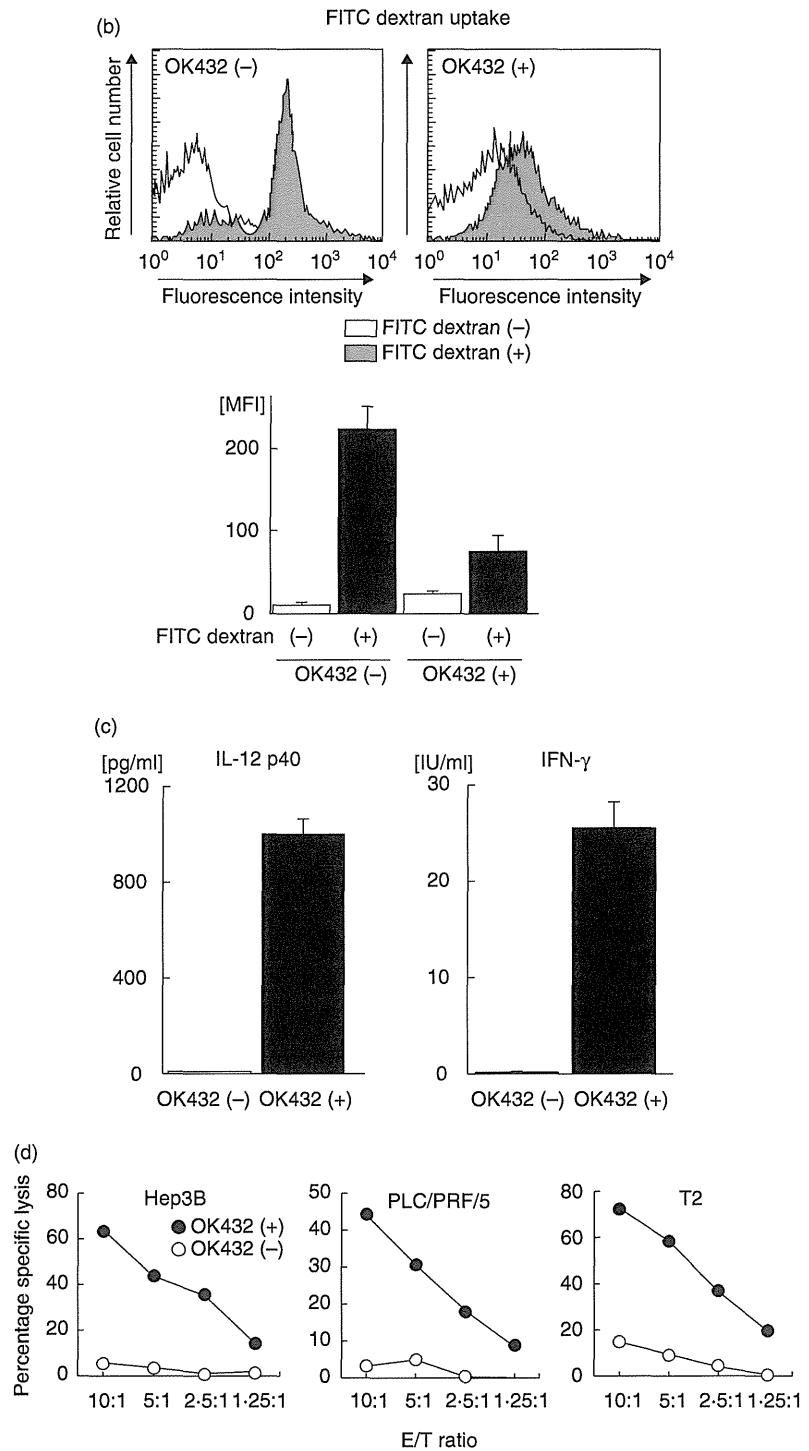 (b)
FITC dextran uptake
OK432 (–)
OK432 (+)
Relative cell number
10⁰ 10¹ 10² 10³ 10⁴
10⁰ 10¹ 10² 10³ 10⁴
Fluorescence intensity
Fluorescence intensity
FITC dextran (–)
FITC dextran (+)
[MFI]
200
100
0
FITC dextran (–) (+) (–) (+)
OK432 (–) OK432 (+)
(c)
[pg/ml] IL-12 p40
1200
800
400
0
OK432 (–) OK432 (+)
[IU/ml] IFN-γ
30
20
10
0
OK432 (–) OK432 (+)
(d)
Percentage specific lysis
Hep3B
OK432 (+)
OK432 (–)
80
60
40
20
0
10:1 5:1 2·5:1 1·25:1
PLC/PRF/5
50
40
30
20
10
0
10:1 5:1 2·5:1 1·25:1
T2
80
60
40
20
0
10:1 5:1 2·5:1 1·25:1
E/T ratio